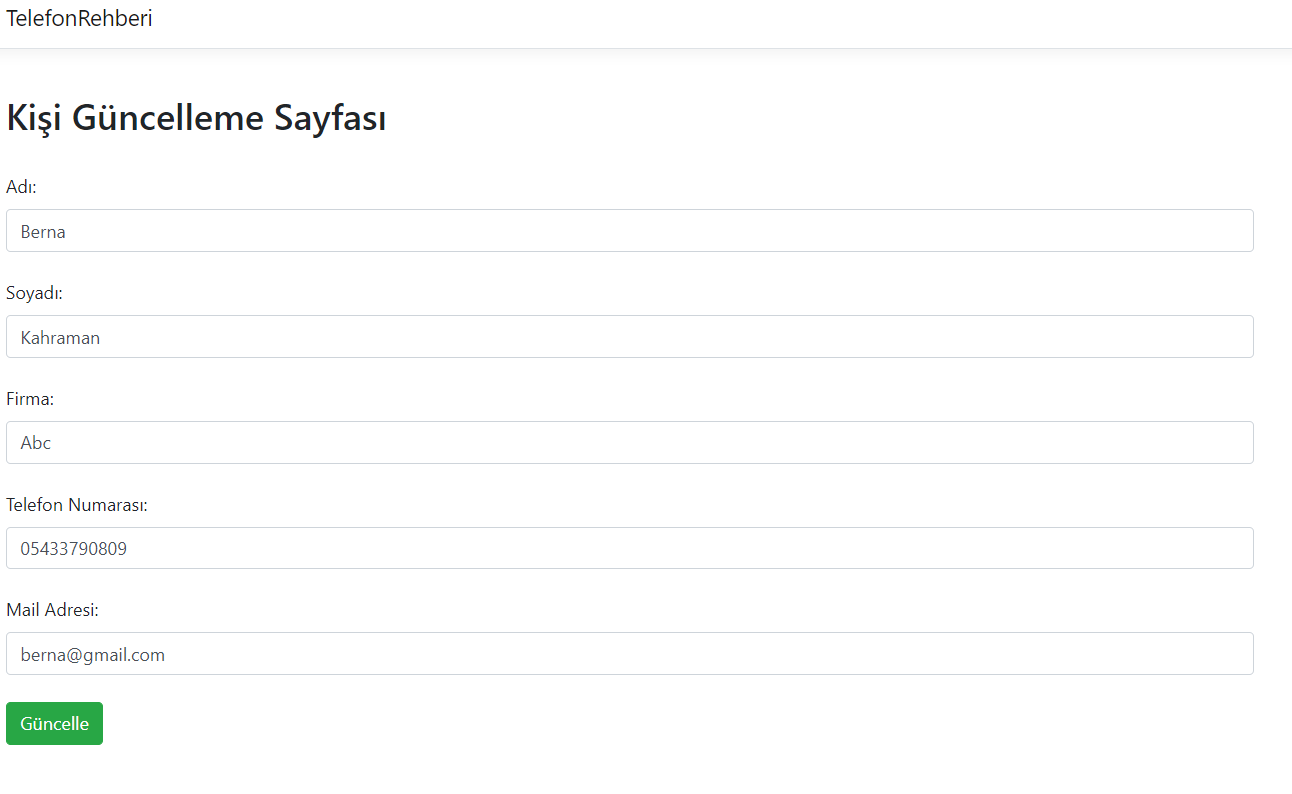 TelefonRehberi
Kişi Güncelleme Sayfası
Adı:
Berna
Soyadı:
Kahraman
Firma:
Abc
Telefon Numarası:
05433790809
Mail Adresi:
berna@gmail.com
Güncelle